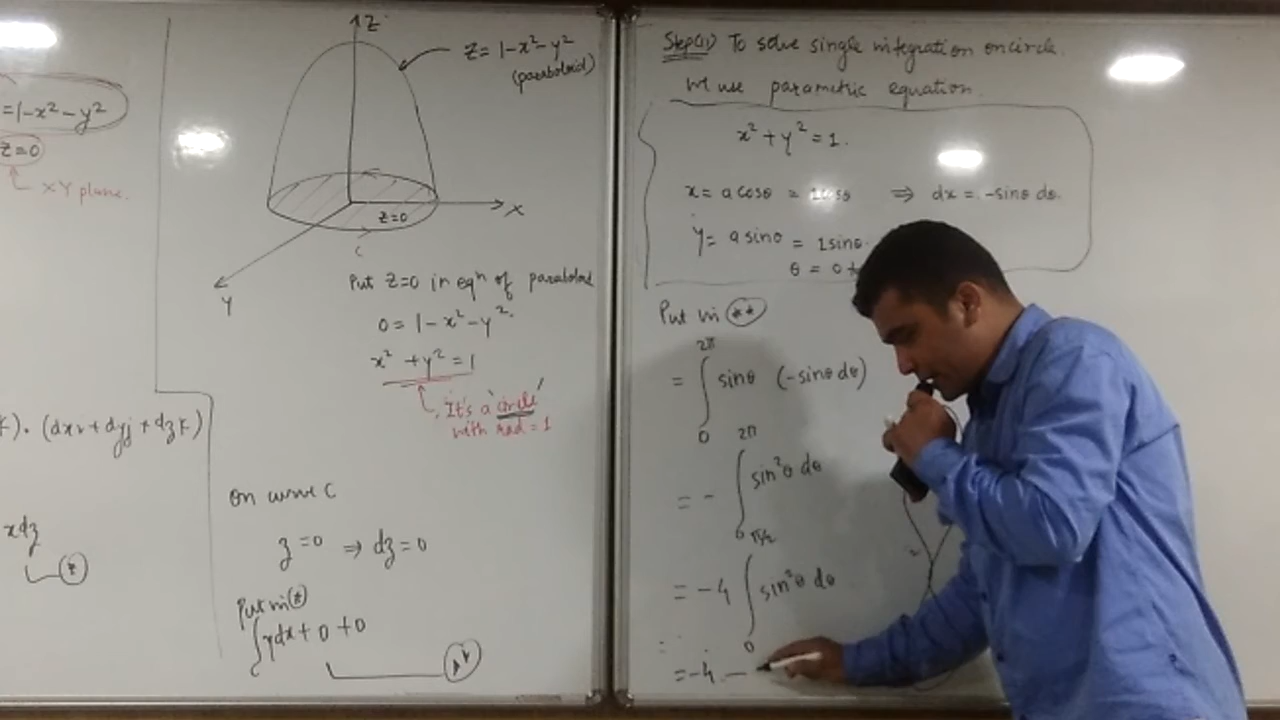 =1-x²-y²
z=0
XY plane.
). (dxi+dyj+dzk)
xdz
(*)
Z
z=1-x²-y²
(paraboloid)
z=0
X
C
Y
Put z=0 in eqⁿ of paraboloid
0=1-x²-y².
x²+y²=1
It's a 'circle'
with rad=1
on curve C
z=0 ⇒ dz=0
Put in (*)
∫ydx+0+0
C
(**)
Step(11) To solve single integration on circle.
we use parametric equation.
x²+y²=1.
x= a cosθ = 1cosθ ⇒ dx = -sinθ dθ.
y= a sinθ = 1sinθ.
θ = 0
Put in (**)
= ∫₀^2π sinθ (-sinθ dθ)
= - ∫₀^2π sin²θ dθ
= -4 ∫₀^π/2 sin²θ dθ
= -4. —